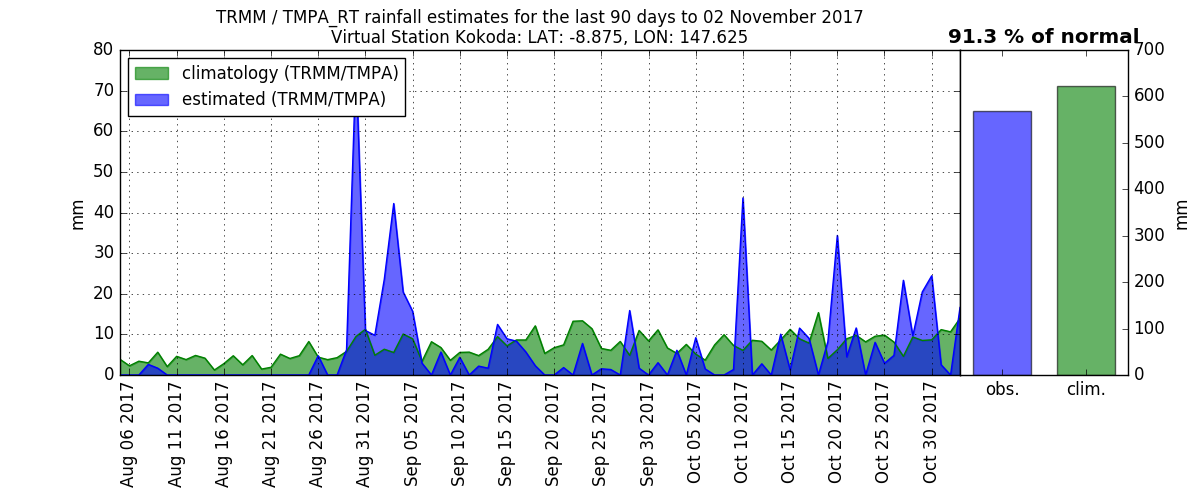 TRMM / TMPA_RT rainfall estimates for the last 90 days to 02 November 2017
Virtual Station Kokoda: LAT: -8.875, LON: 147.625
91.3 % of normal
climatology (TRMM/TMPA)
estimated (TRMM/TMPA)
80
70
60
50
40
30
20
10
0
mm
Aug 06 2017
Aug 11 2017
Aug 16 2017
Aug 21 2017
Aug 26 2017
Aug 31 2017
Sep 05 2017
Sep 10 2017
Sep 15 2017
Sep 20 2017
Sep 25 2017
Sep 30 2017
Oct 05 2017
Oct 10 2017
Oct 15 2017
Oct 20 2017
Oct 25 2017
Oct 30 2017
obs.
clim.
700
600
500
400
300
200
100
0
mm